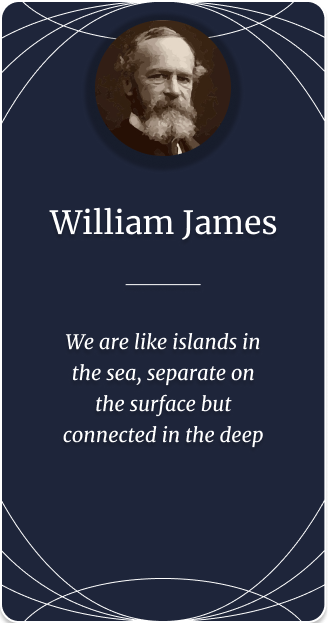 William James
We are like islands in
the sea, separate on
the surface but
connected in the deep